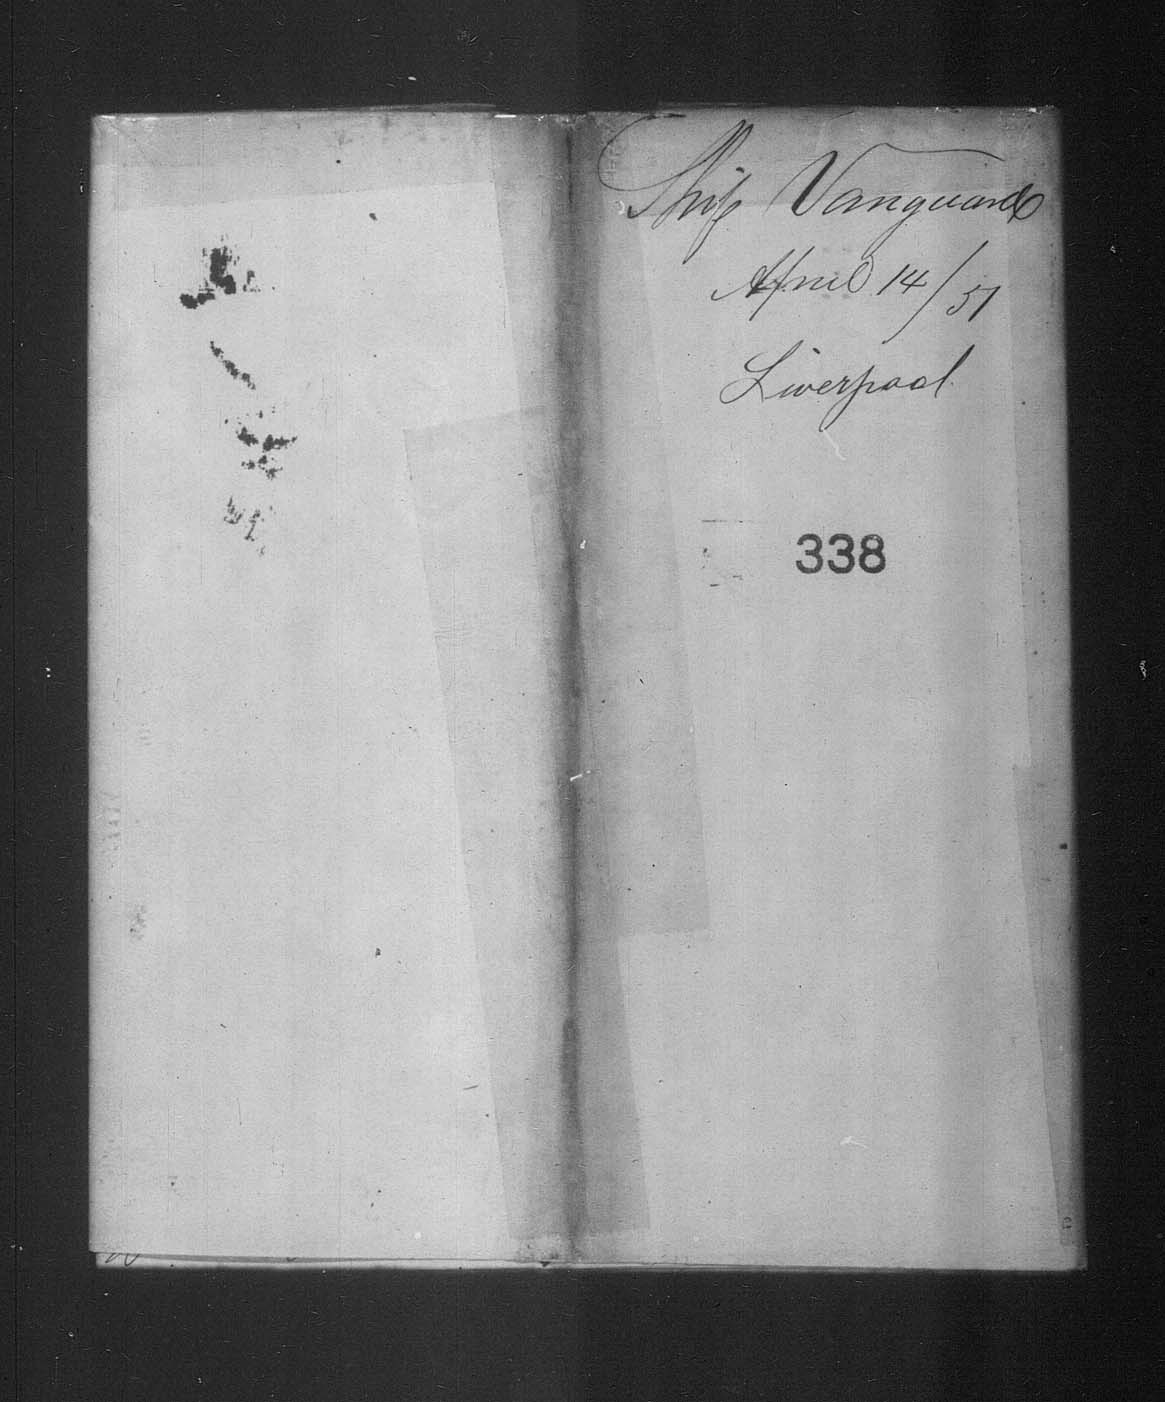 Ship Vanguard
April 14/51
Liverpool
338